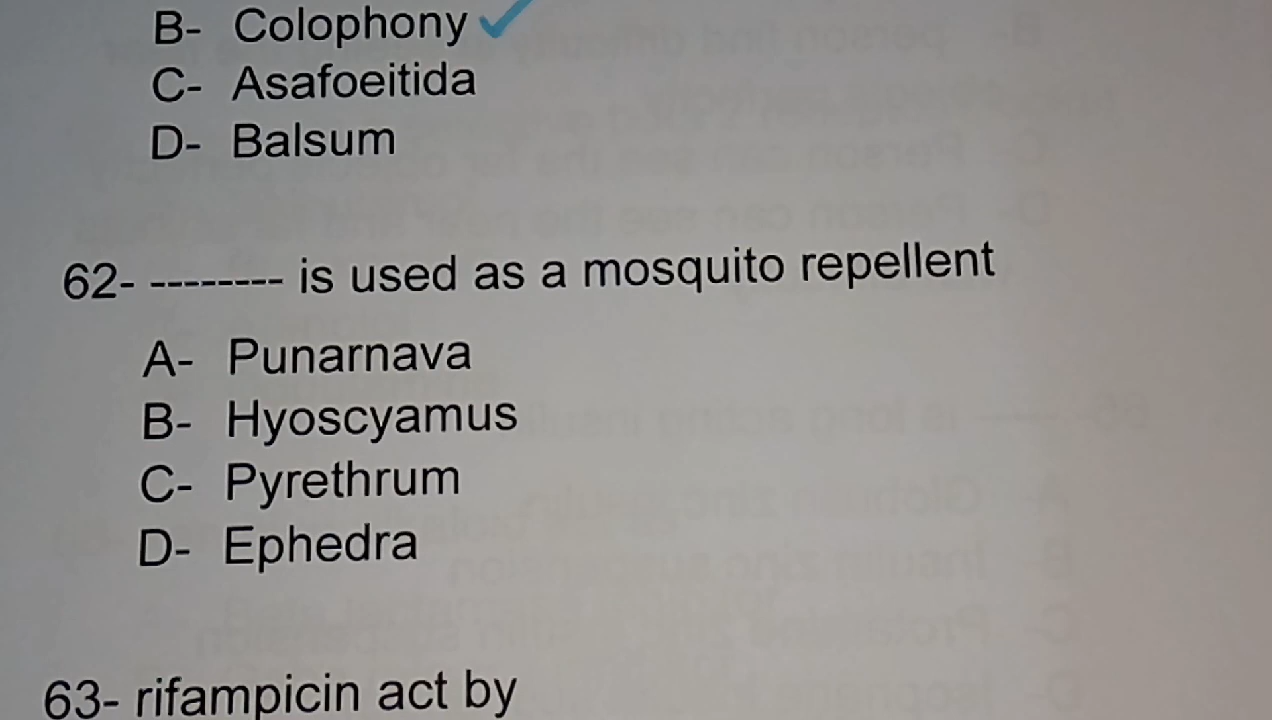 B- Colophony
C- Asafoeitida
D- Balsum
62- -------- is used as a mosquito repellent
A- Punarnava
B- Hyoscyamus
C- Pyrethrum
D- Ephedra
63- rifampicin act by